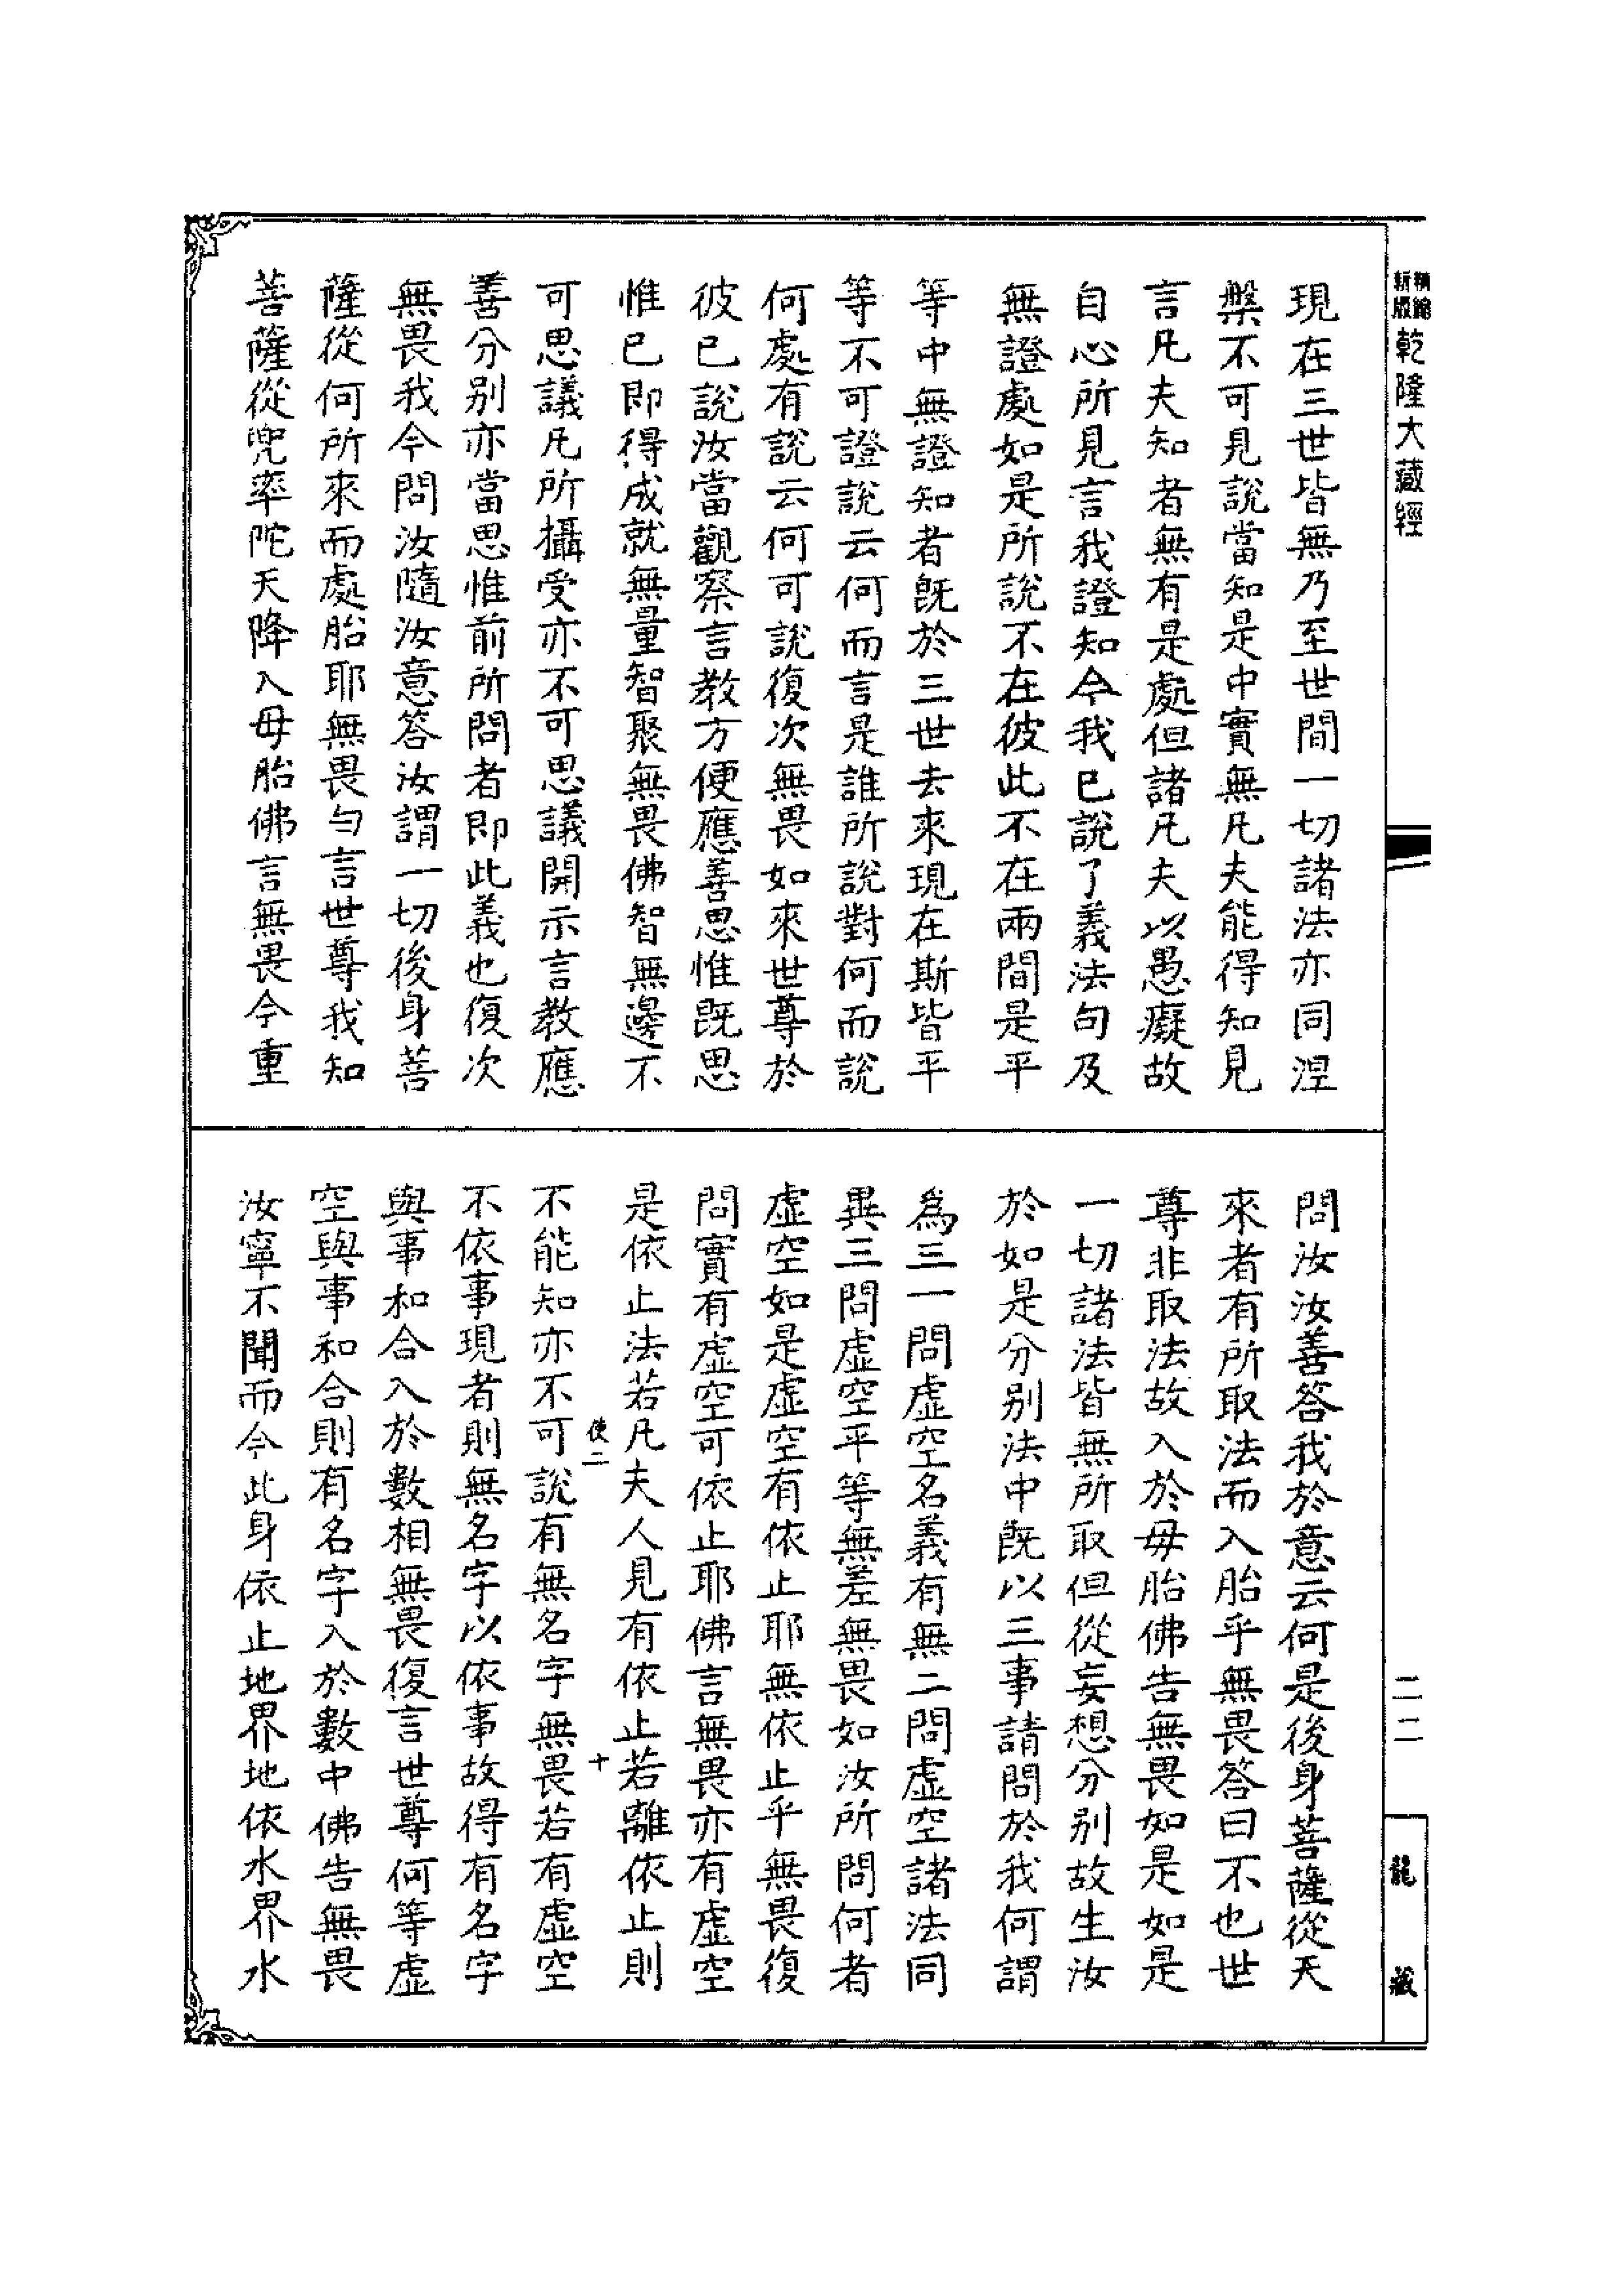 新版
精縮
乾隆大藏經
二二
龍藏
現在三世皆無乃至世間一切諸法亦同涅
槃不可見說當知是中實無凡夫能得知見
言凡夫知者無有是處但諸凡夫以愚癡故
自心所見言我證知今我已說了義法句及
無證處如是所說不在彼此不在兩間是平
等中無證知者旣於三世去來現在斯皆平
等不可證說云何而言是誰所說對何而說
何處有說云何可說復次無畏如來世尊於
彼已說汝當觀察言教方便應善思惟既思
惟已即得成就無量智聚無畏佛智無邊不
可思議凡所攝受亦不可思議開示言教應
善分別亦當思惟前所問者即此義也復次
無畏我今問汝隨汝意答汝謂一切後身菩
薩從何所來而處胎耶無畏白言世尊我知
菩薩從兜率陀天降入母胎佛言無畏今重
問汝汝善答我於意云何是後身菩薩從天
來者有所取法而入胎乎無畏答曰不也世
尊非取法故入於母胎佛告無畏如是如是
一切諸法皆無所取但從妄想分別故生汝
於如是分別法中既以三事請問於我何謂
為三一問虛空名義有無二問虛空諸法同
異三問虛空平等無差無畏如汝所問何者
虛空如是虛空有依止耶無依止乎無畏復
問實有虛空可依止耶佛言無畏亦有虛空
是依止法若凡夫人見有依止若離依止則
使二
十
不能知亦不可說有無名字無畏若有虛空
不依事現者則無名字以依事故得有名字
與事和合入於數相無畏復言世尊何等虛
空與事和合則有名字入於數中佛告無畏
汝寧不聞而今此身依止地界地依水界水